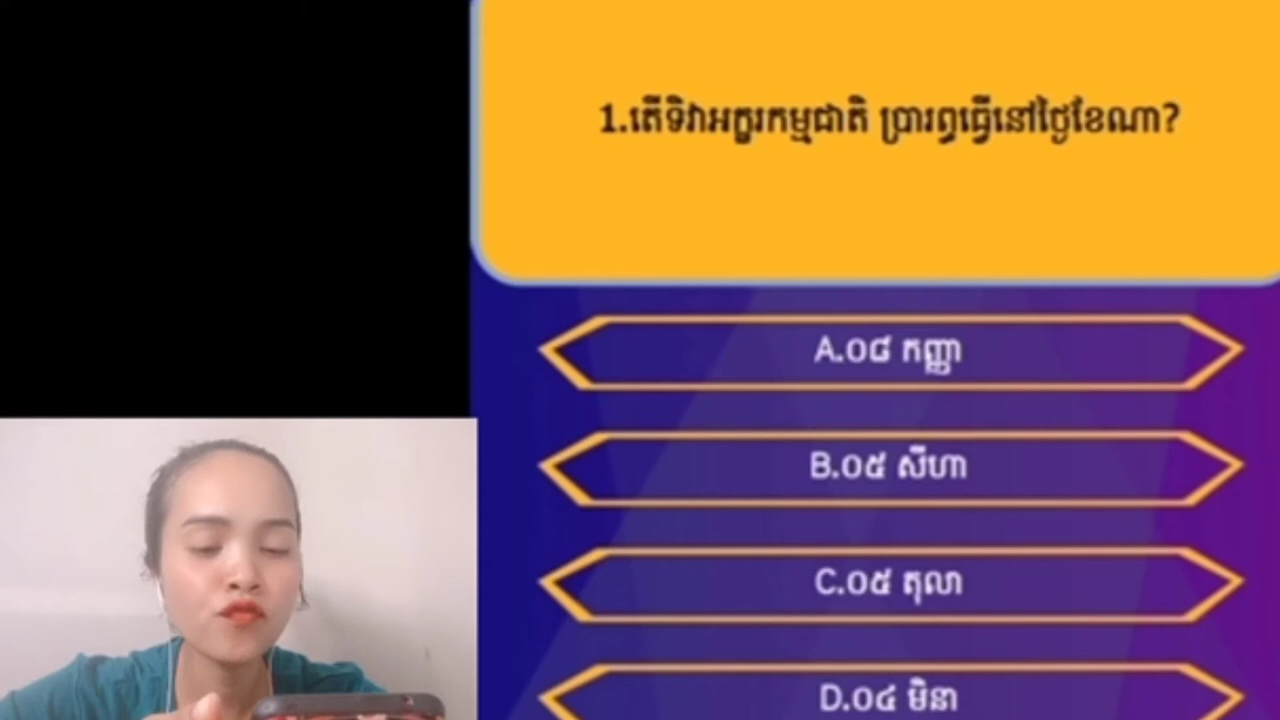 1.តើទិវាអក្ខរកម្មជាតិ ប្រារព្ធធ្វើនៅថ្ងៃខែណា?
A.០៨ កញ្ញា
B.០៥ សីហា
C.០៥ តុលា
D.០៤ មិនា